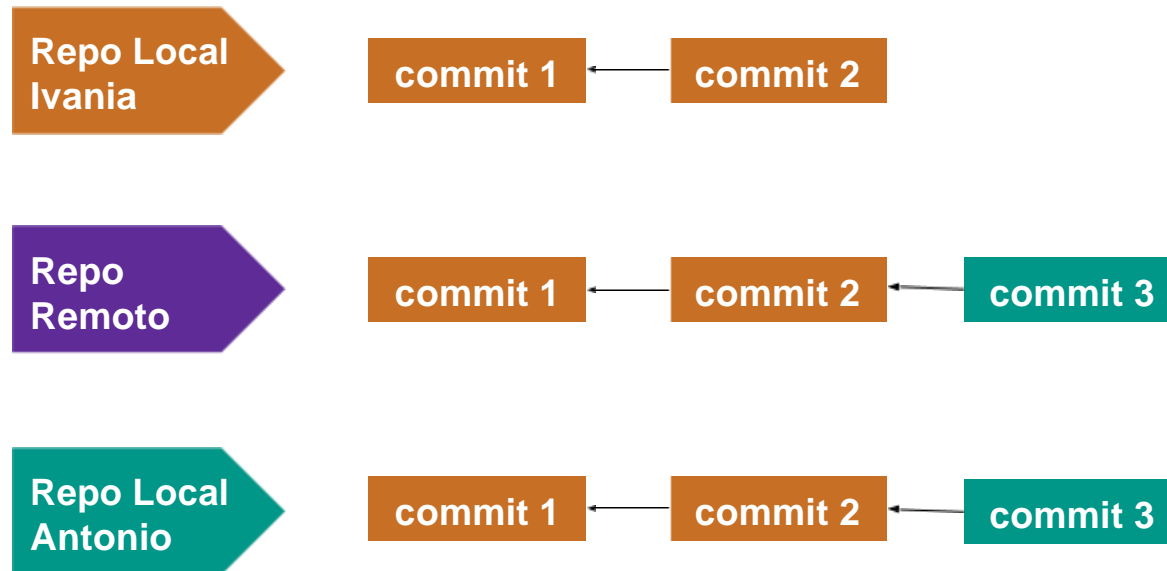 Repo Local
Ivania
commit 1
commit 2
Repo
Remoto
commit 1
commit 2
commit 3
Repo Local
Antonio
commit 1
commit 2
commit 3